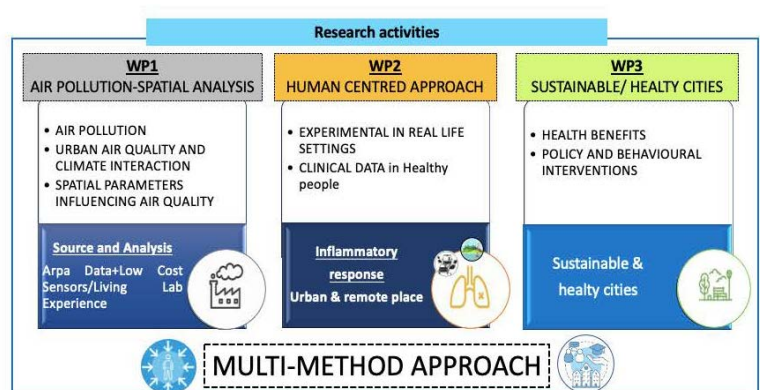 Research activities
WP1
AIR POLLUTION-SPATIAL ANALYSIS
• AIR POLLUTION
• URBAN AIR QUALITY AND
CLIMATE INTERACTION
• SPATIAL PARAMETERS
INFLUENCING AIR QUALITY
Source and Analysis
Arpa Data+Low Cost
Sensors/Living Lab
Experience
WP2
HUMAN CENTRED APPROACH
• EXPERIMENTAL IN REAL LIFE
SETTINGS
• CLINICAL DATA in Healthy
people
Inflammatory
response
Urban & remote place
WP3
SUSTAINABLE/ HEALTY CITIES
• HEALTH BENEFITS
• POLICY AND BEHAVIOURAL
INTERVENTIONS
Sustainable &
healty cities
MULTI-METHOD APPROACH